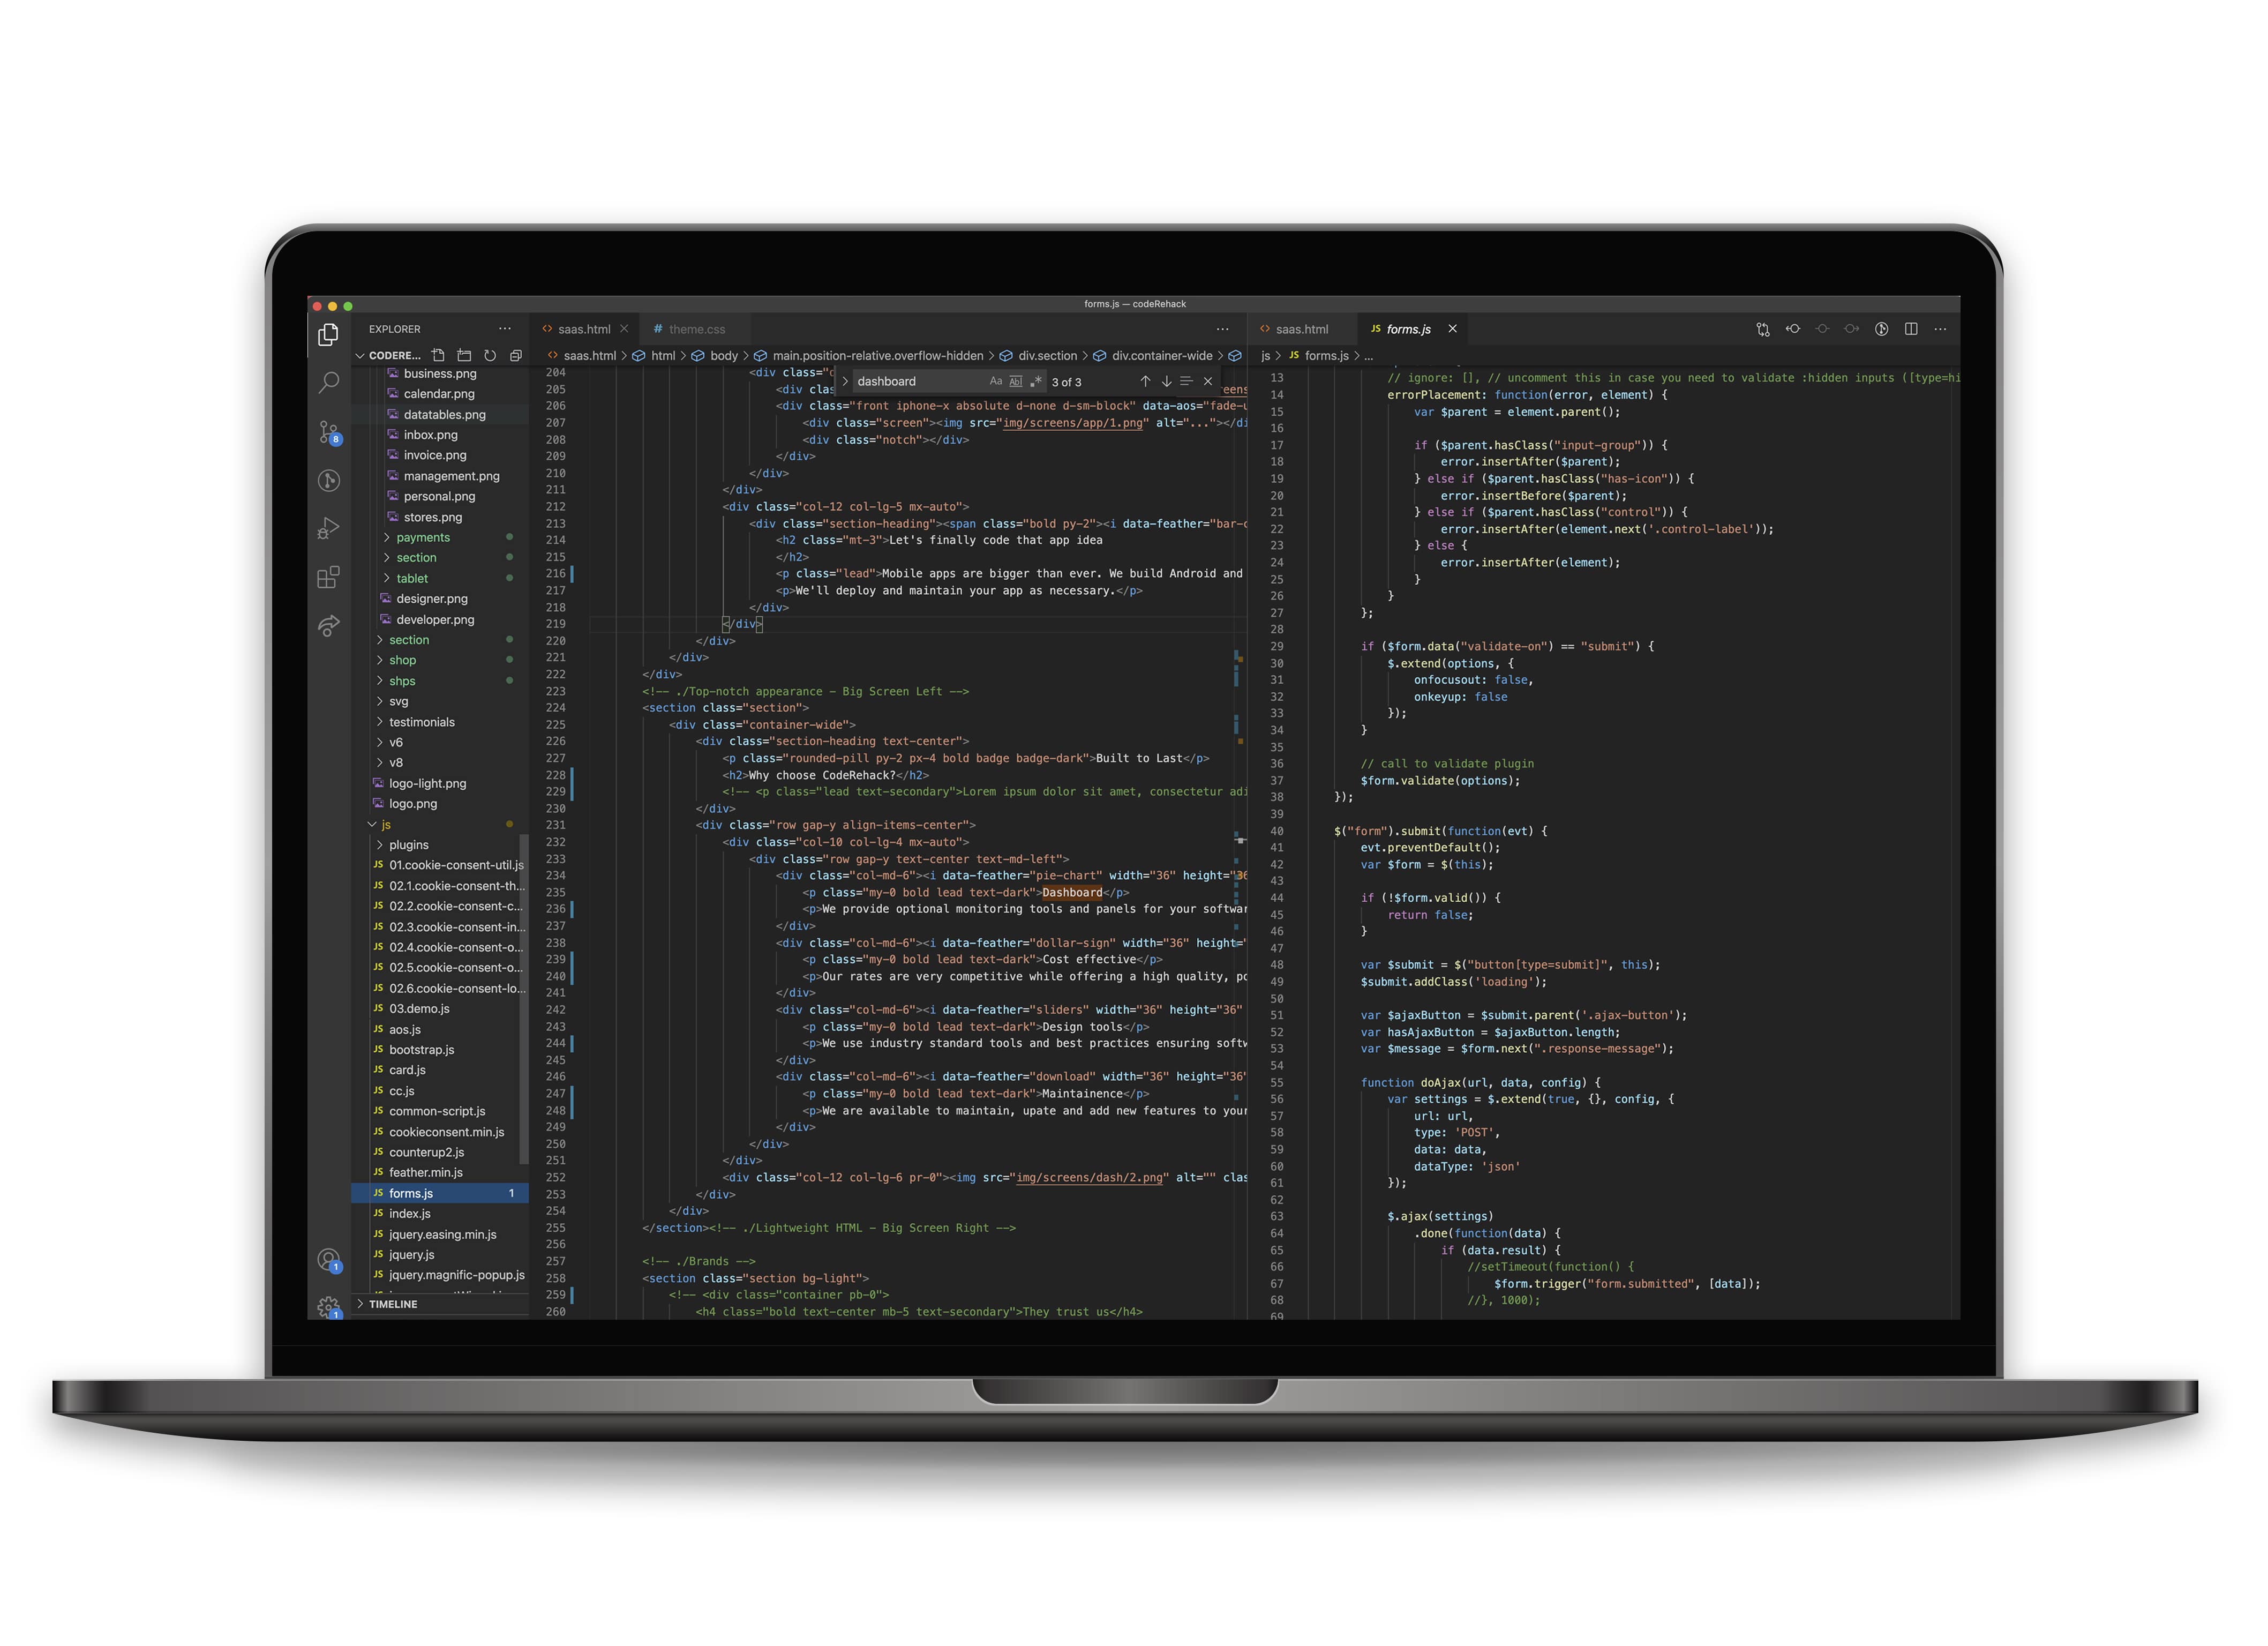 forms.js — codeRehack
EXPLORER
CODERE...
business.png
calendar.png
datatables.png
inbox.png
invoice.png
management.png
personal.png
stores.png
payments
section
tablet
designer.png
developer.png
section
shop
shps
svg
testimonials
v6
v8
logo-light.png
logo.png
js
plugins
JS 01.cookie-consent-util.js
JS 02.1.cookie-consent-th...
JS 02.2.cookie-consent-c...
JS 02.3.cookie-consent-in...
JS 02.4.cookie-consent-o...
JS 02.5.cookie-consent-o...
JS 02.6.cookie-consent-lo...
JS 03.demo.js
JS aos.js
JS bootstrap.js
JS card.js
JS cc.js
JS common-script.js
JS cookieconsent.min.js
JS counterup2.js
JS feather.min.js
JS forms.js 1
JS index.js
JS jquery.easing.min.js
JS jquery.js
JS jquery.magnific-popup.js
TIMELINE
8
1
1
<> saas.html # theme.css
<> saas.html > html > body > main.position-relative.overflow-hidden > div.section > div.container-wide >
dashboard Aa Abl .* 3 of 3
204 <div class="c
205 <div clas
206 <div class="front iphone-x absolute d-none d-sm-block" data-aos="fade-u
207 <div class="screen"><img src="img/screens/app/1.png" alt="..."></di
208 <div class="notch"></div>
209 </div>
210 </div>
211 </div>
212 <div class="col-12 col-lg-5 mx-auto">
213 <div class="section-heading"><span class="bold py-2"><i data-feather="bar-c
214 <h2 class="mt-3">Let's finally code that app idea
215 </h2>
216 <p class="lead">Mobile apps are bigger than ever. We build Android and
217 <p>We'll deploy and maintain your app as necessary.</p>
218 </div>
219 </div>
220 </div>
221 </div>
222 </div>
223 <!-- ./Top-notch appearance - Big Screen Left -->
224 <section class="section">
225 <div class="container-wide">
226 <div class="section-heading text-center">
227 <p class="rounded-pill py-2 px-4 bold badge badge-dark">Built to Last</p>
228 <h2>Why choose CodeRehack?</h2>
229 <!-- <p class="lead text-secondary">Lorem ipsum dolor sit amet, consectetur adi
230 </div>
231 <div class="row gap-y align-items-center">
232 <div class="col-10 col-lg-4 mx-auto">
233 <div class="row gap-y text-center text-md-left">
234 <div class="col-md-6"><i data-feather="pie-chart" width="36" height="36
235 <p class="my-0 bold lead text-dark">Dashboard</p>
236 <p>We provide optional monitoring tools and panels for your softwar
237 </div>
238 <div class="col-md-6"><i data-feather="dollar-sign" width="36" height="
239 <p class="my-0 bold lead text-dark">Cost effective</p>
240 <p>Our rates are very competitive while offering a high quality, po
241 </div>
242 <div class="col-md-6"><i data-feather="sliders" width="36" height="36"
243 <p class="my-0 bold lead text-dark">Design tools</p>
244 <p>We use industry standard tools and best practices ensuring softw
245 </div>
246 <div class="col-md-6"><i data-feather="download" width="36" height="36"
247 <p class="my-0 bold lead text-dark">Maintainence</p>
248 <p>We are available to maintain, upate and add new features to your
249 </div>
250 </div>
251 </div>
252 <div class="col-12 col-lg-6 pr-0"><img src="img/screens/dash/2.png" alt="" clas
253 </div>
254 </div>
255 </section><!-- ./Lightweight HTML - Big Screen Right -->
256
257 <!-- ./Brands -->
258 <section class="section bg-light">
259 <!-- <div class="container pb-0">
260 <h4 class="bold text-center mb-5 text-secondary">They trust us</h4>
<> saas.html JS forms.js
js > JS forms.js > ...
13 // ignore: [], // uncomment this in case you need to validate :hidden inputs ([type=hi
14 errorPlacement: function(error, element) {
15 var $parent = element.parent();
16
17 if ($parent.hasClass("input-group")) {
18 error.insertAfter($parent);
19 } else if ($parent.hasClass("has-icon")) {
20 error.insertBefore($parent);
21 } else if ($parent.hasClass("control")) {
22 error.insertAfter(element.next('.control-label'));
23 } else {
24 error.insertAfter(element);
25 }
26 }
27 };
28
29 if ($form.data("validate-on") == "submit") {
30 $.extend(options, {
31 onfocusout: false,
32 onkeyup: false
33 });
34 }
35
36 // call to validate plugin
37 $form.validate(options);
38 });
39
40 $("form").submit(function(evt) {
41 evt.preventDefault();
42 var $form = $(this);
43
44 if (!$form.valid()) {
45 return false;
46 }
47
48 var $submit = $("button[type=submit]", this);
49 $submit.addClass('loading');
50
51 var $ajaxButton = $submit.parent('.ajax-button');
52 var hasAjaxButton = $ajaxButton.length;
53 var $message = $form.next(".response-message");
54
55 function doAjax(url, data, config) {
56 var settings = $.extend(true, {}, config, {
57 url: url,
58 type: 'POST',
59 data: data,
60 dataType: 'json'
61 });
62
63 $.ajax(settings)
64 .done(function(data) {
65 if (data.result) {
66 //setTimeout(function() {
67 $form.trigger("form.submitted", [data]);
68 //}, 1000);
69